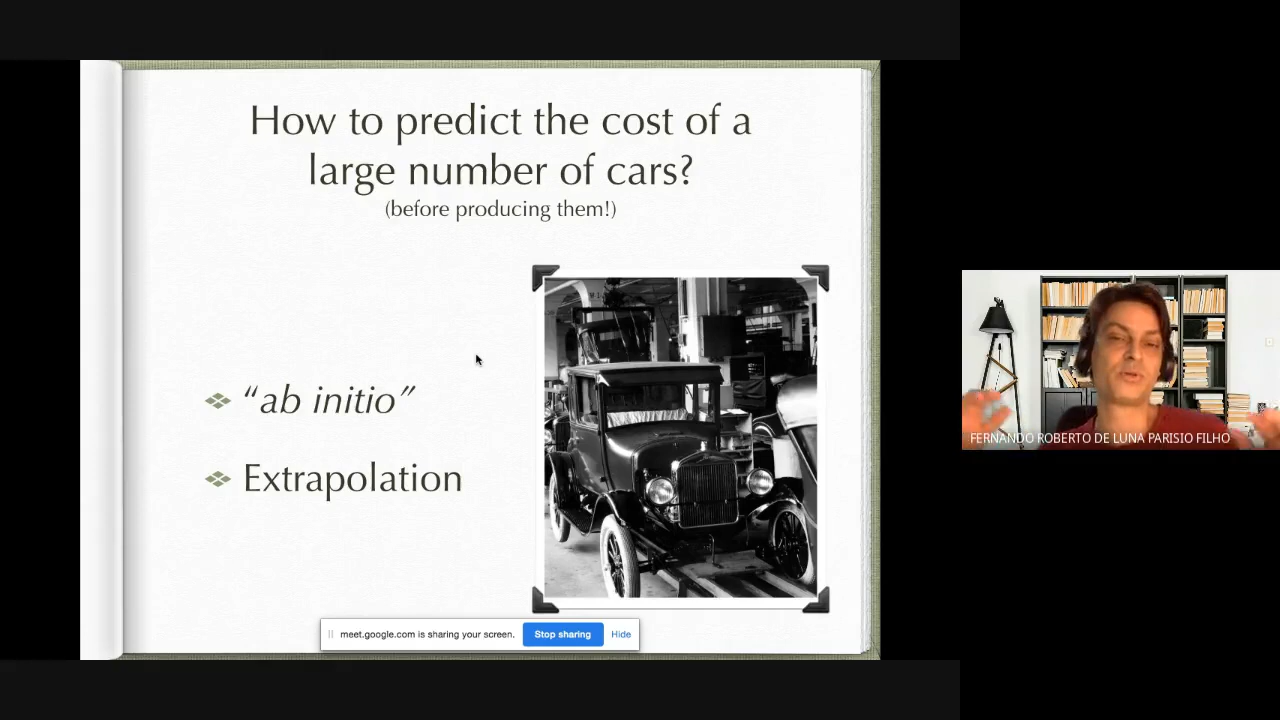 How to predict the cost of a
large number of cars?
(before producing them!)
“ab initio”
Extrapolation
meet.google.com is sharing your screen.
Stop sharing
Hide
FERNANDO ROBERTO DE LUNA PARISIO FILHO